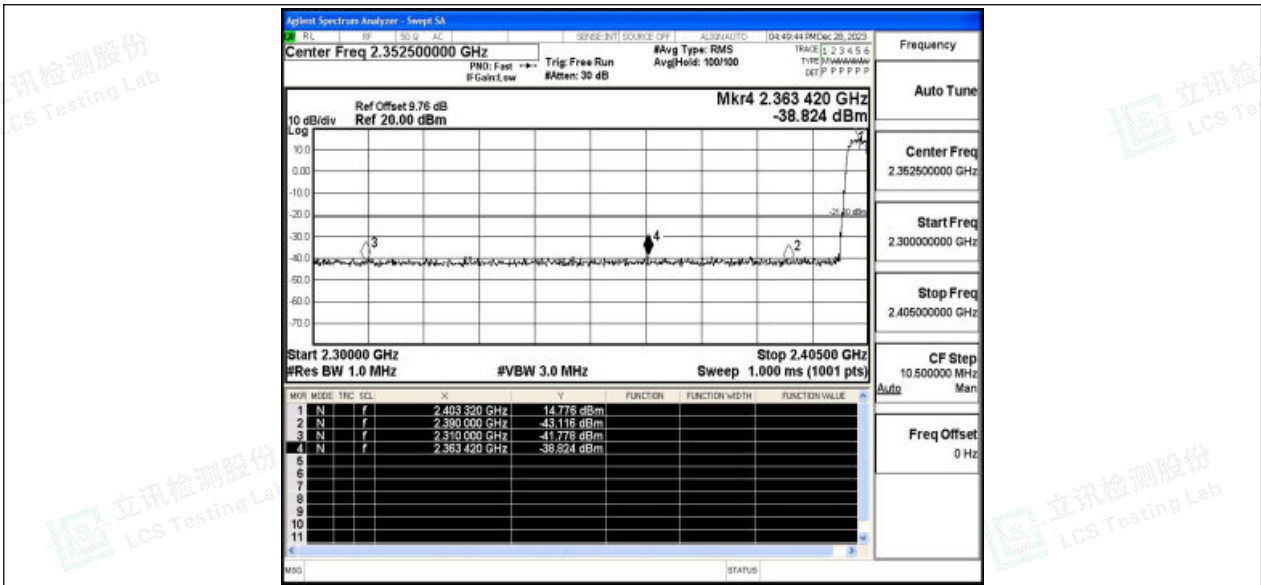 Agilent Spectrum Analyzer - Swept SA
RL RF 50 Ω AC SENSE:INT SOURCE OFF ALIGNAUTO 04:49:44 PM Dec 28, 2023
Center Freq 2.352500000 GHz
PNO: Fast
IFGain:Low
Trig: Free Run
#Atten: 30 dB
#Avg Type: RMS
Avg|Hold: 100/100
TRACE 1 2 3 4 5 6
TYPE
DET P P P P P P
Mkr4 2.363 420 GHz
-38.824 dBm
Ref Offset 9.76 dB
10 dB/div Ref 20.00 dBm
Log
10.0
0.00
-10.0
-20.0
-30.0
-40.0
-50.0
-60.0
-70.0
3
4
2
Start 2.30000 GHz Stop 2.40500 GHz
#Res BW 1.0 MHz #VBW 3.0 MHz Sweep 1.000 ms (1001 pts)
MKR MODE TRC SCL X Y FUNCTION FUNCTION WIDTH FUNCTION VALUE
1 N f 2.403 320 GHz 14.776 dBm
2 N f 2.390 000 GHz -43.116 dBm
3 N f 2.310 000 GHz -41.778 dBm
4 N f 2.363 420 GHz -38.824 dBm
5
6
7
8
9
10
11
MSG STATUS
Frequency
Auto Tune
Center Freq
2.352500000 GHz
Start Freq
2.300000000 GHz
Stop Freq
2.405000000 GHz
CF Step
10.500000 MHz
Auto Man
Freq Offset
0 Hz
讯检测股份
LCS Testing Lab
立讯检
LCS Te
立讯检测股份
LCS Testing La
立讯检测股份
LCS Testing Lab